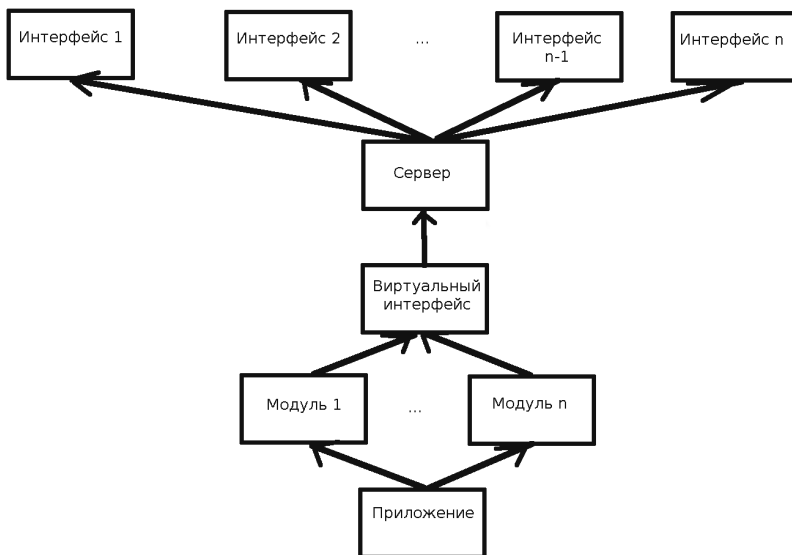 Интерфейс 1
Интерфейс 2
...
Интерфейс
n-1
Интерфейс n
Сервер
Виртуальный
интерфейс
Модуль 1
...
Модуль n
Приложение